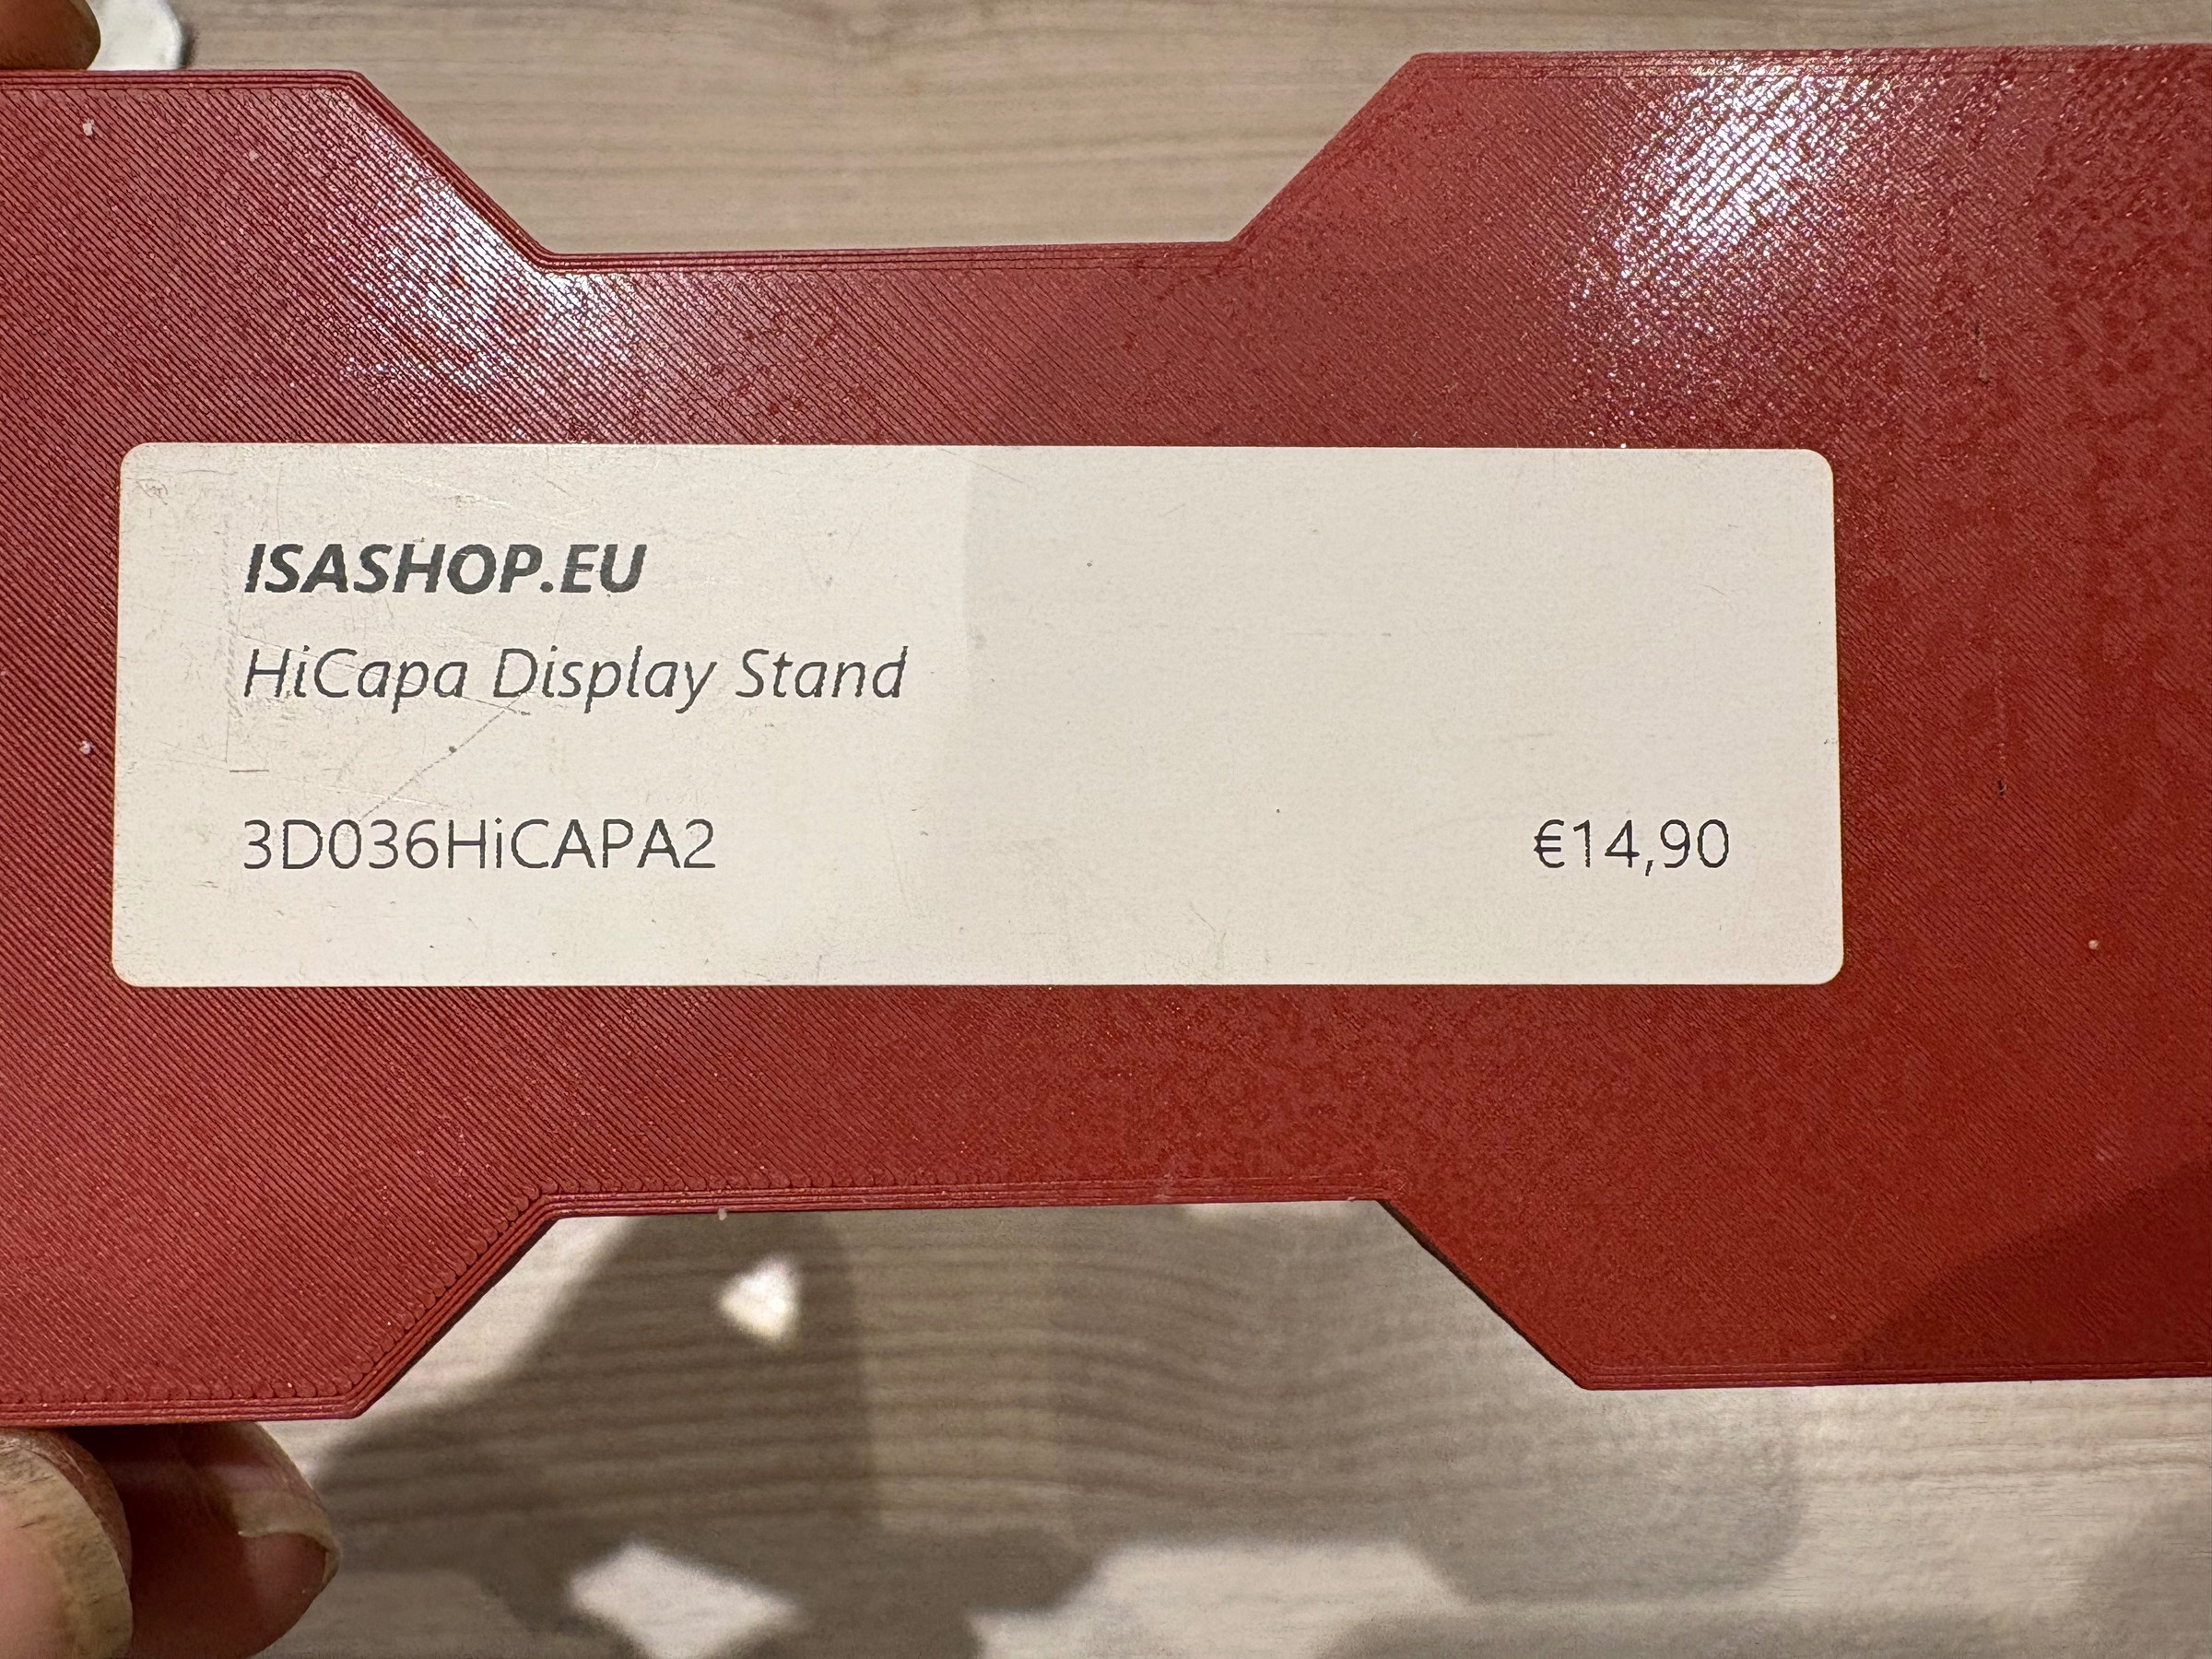 ISASHOP.EU
HiCapa Display Stand
3D036HiCAPA2
€14,90